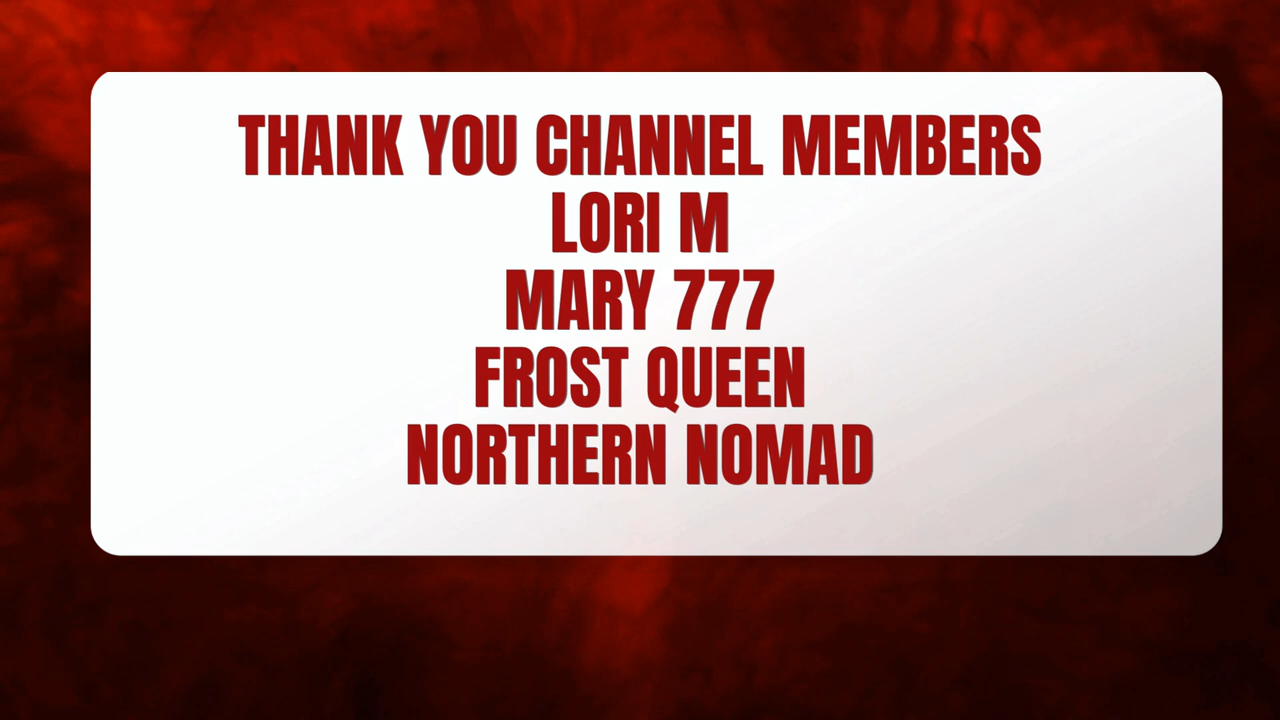 THANK YOU CHANNEL MEMBERS
LORI M
MARY 777
FROST QUEEN
NORTHERN NOMAD